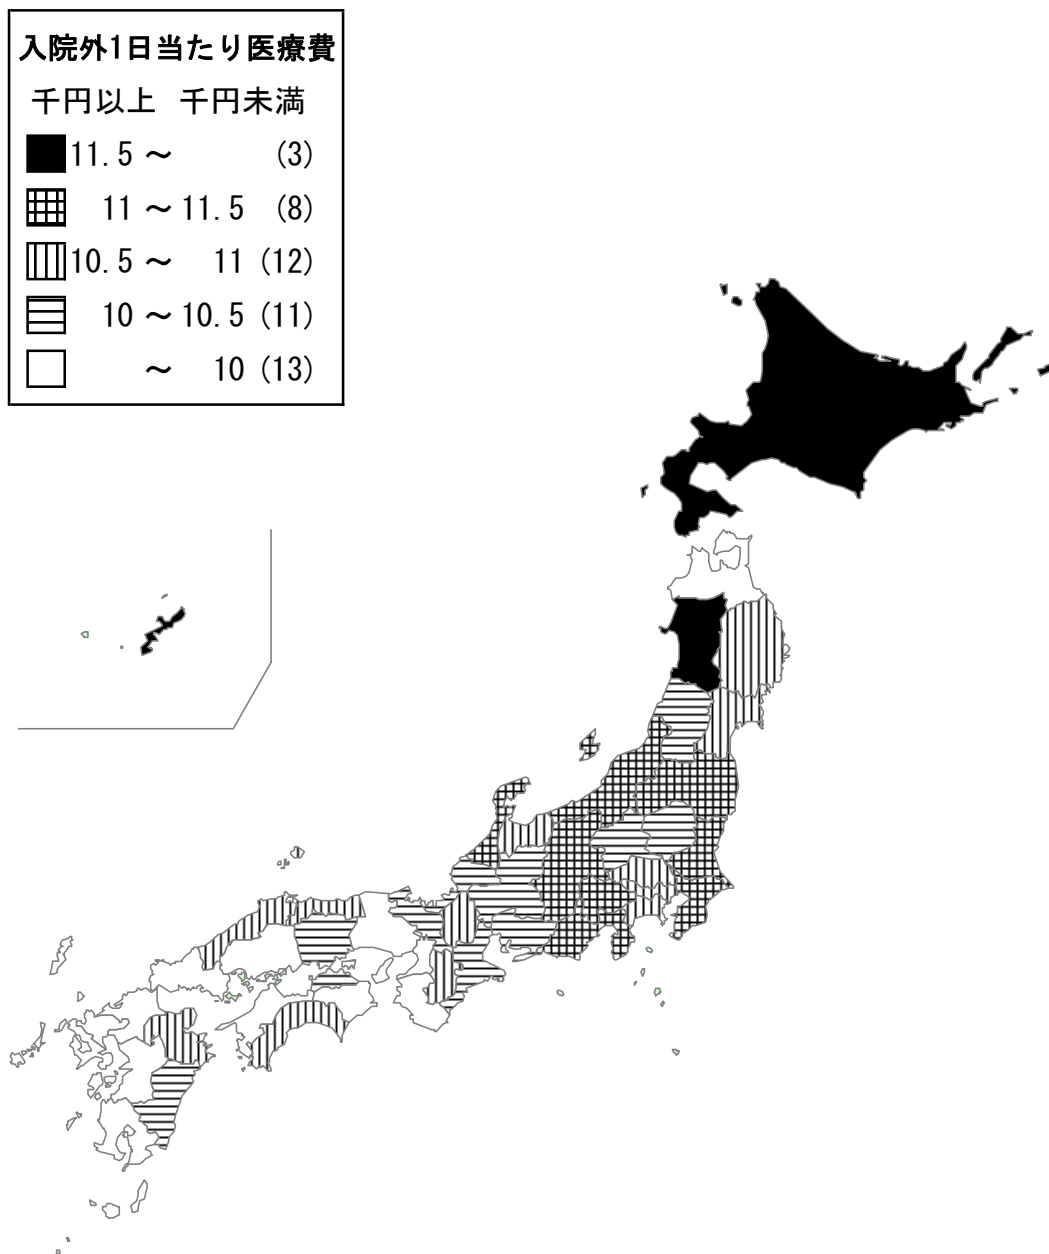 入院外1日当たり医療費
千円以上 千円未満
11.5 ～ (3)
11 ～ 11.5 (8)
10.5 ～ 11 (12)
10 ～ 10.5 (11)
～ 10 (13)